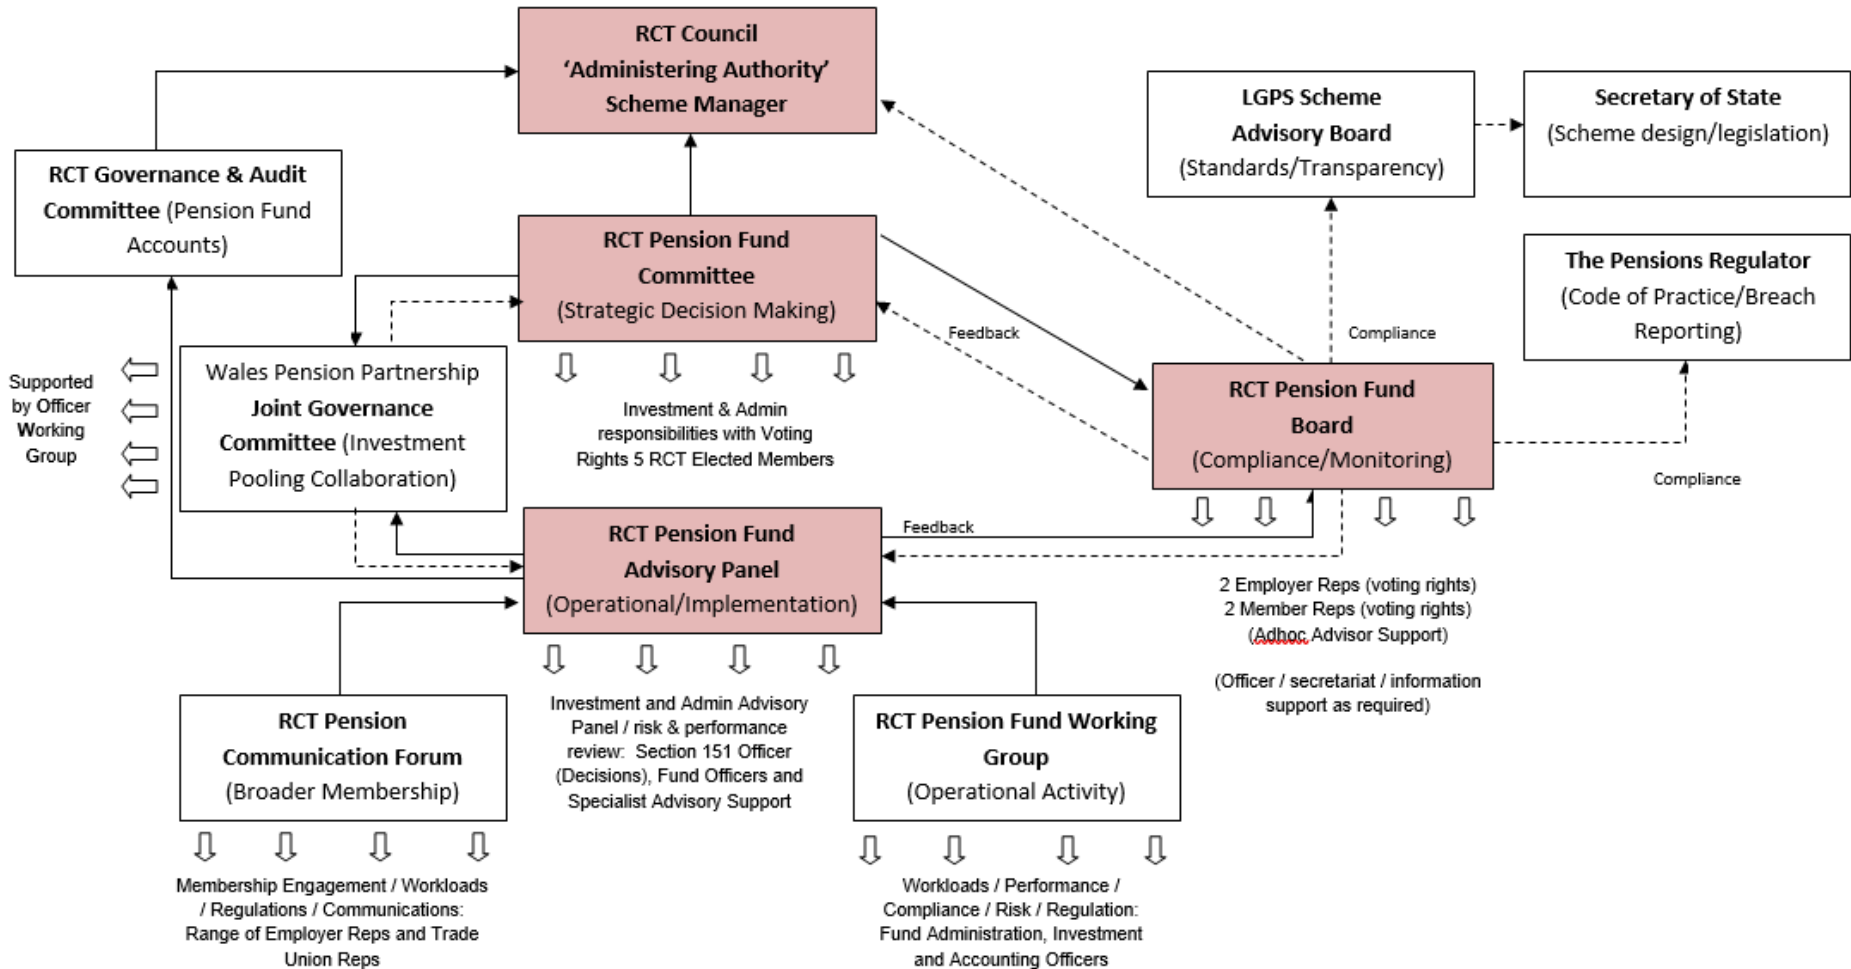 RCT Council
‘Administering Authority’
Scheme Manager
LGPS Scheme
Advisory Board
(Standards/Transparency)
Secretary of State
(Scheme design/legislation)
RCT Governance & Audit
Committee (Pension Fund
Accounts)
RCT Pension Fund
Committee
(Strategic Decision Making)
The Pensions Regulator
(Code of Practice/Breach
Reporting)
Feedback
Compliance
Supported
by Officer
Working
Group
Wales Pension Partnership
Joint Governance
Committee (Investment
Pooling Collaboration)
Investment & Admin
responsibilities with Voting
Rights 5 RCT Elected Members
RCT Pension Fund
Board
(Compliance/Monitoring)
Compliance
RCT Pension Fund
Advisory Panel
(Operational/Implementation)
Feedback
2 Employer Reps (voting rights)
2 Member Reps (voting rights)
(Adhoc Advisor Support)
(Officer / secretariat / information
support as required)
RCT Pension
Communication Forum
(Broader Membership)
Investment and Admin Advisory
Panel / risk & performance
review: Section 151 Officer
(Decisions), Fund Officers and
Specialist Advisory Support
RCT Pension Fund Working
Group
(Operational Activity)
Membership Engagement / Workloads
/ Regulations / Communications:
Range of Employer Reps and Trade
Union Reps
Workloads / Performance /
Compliance / Risk / Regulation:
Fund Administration, Investment
and Accounting Officers